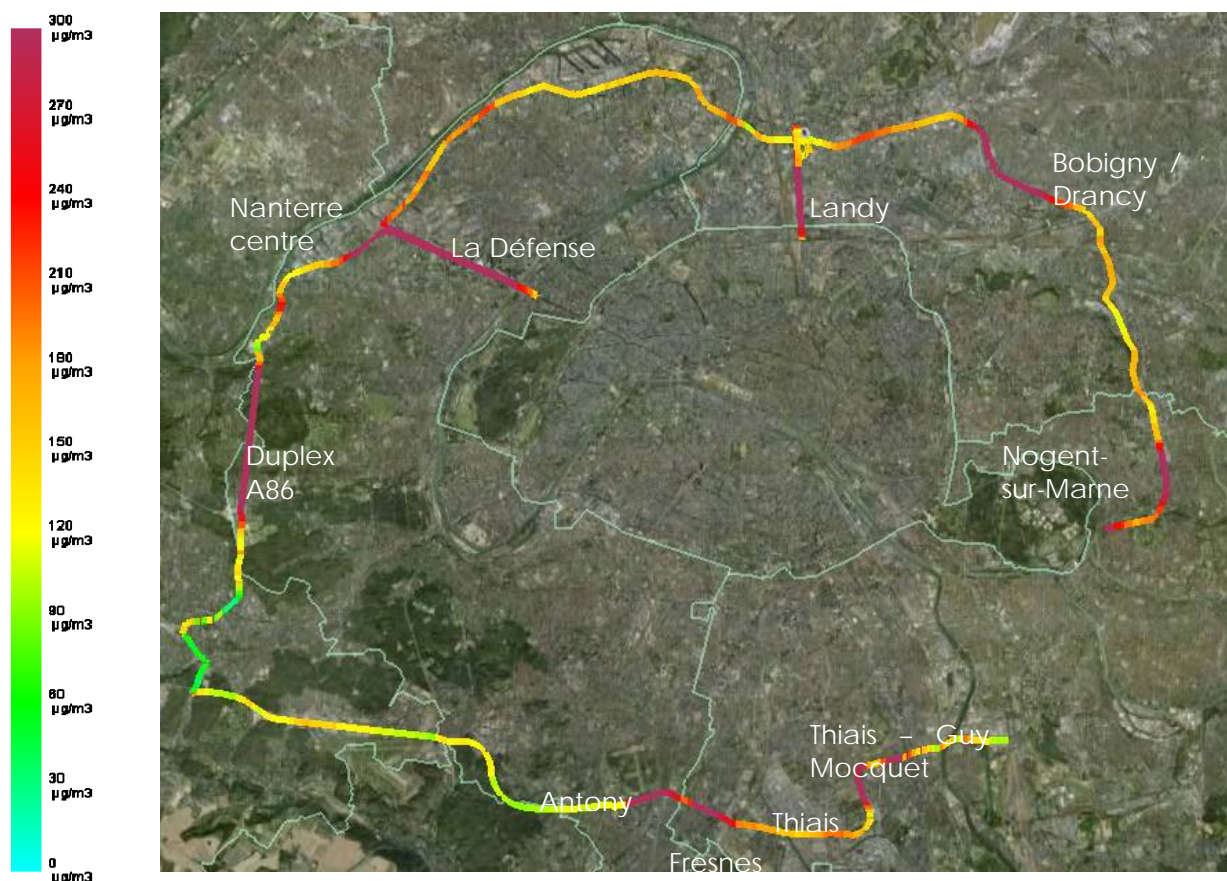 300
µg/m3
270
µg/m3
240
µg/m3
210
µg/m3
180
µg/m3
150
µg/m3
120
µg/m3
90
µg/m3
60
µg/m3
30
µg/m3
0
µg/m3
Nanterre
centre
La Défense
Landy
Bobigny /
Drancy
Duplex
A86
Nogent-
sur-Marne
Thiais – Guy
Mocquet
Antony
Thiais
Fresnes